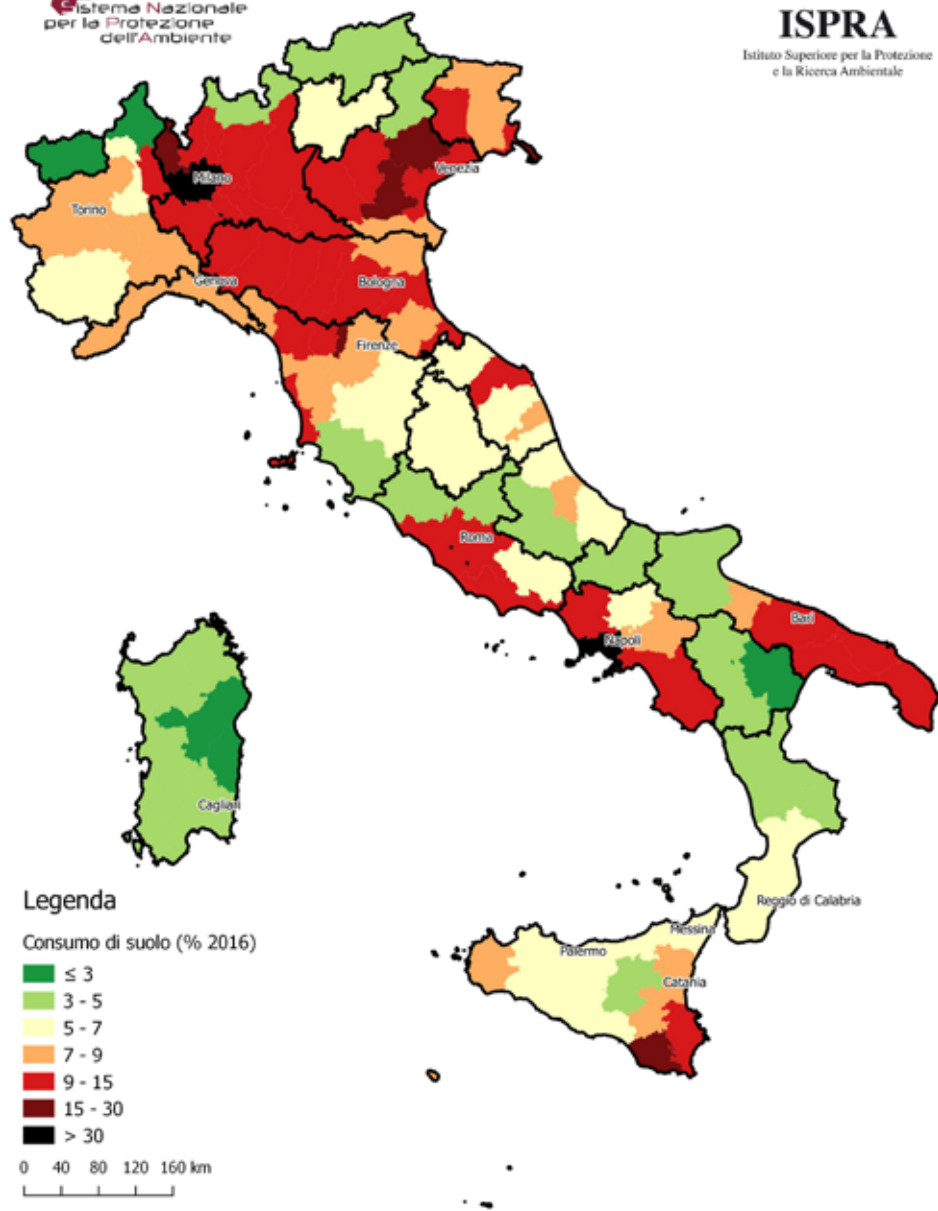 Sistema Nazionale
per la Protezione
dell'Ambiente
ISPRA
Istituto Superiore per la Protezione
e la Ricerca Ambientale
Milano
Venezia
Torino
Genova
Bologna
Firenze
Roma
Napoli
Bari
Cagliari
Reggio di Calabria
Messina
Palermo
Catania
Legenda
Consumo di suolo (% 2016)
≤ 3
3 - 5
5 - 7
7 - 9
9 - 15
15 - 30
> 30
0 40 80 120 160 km